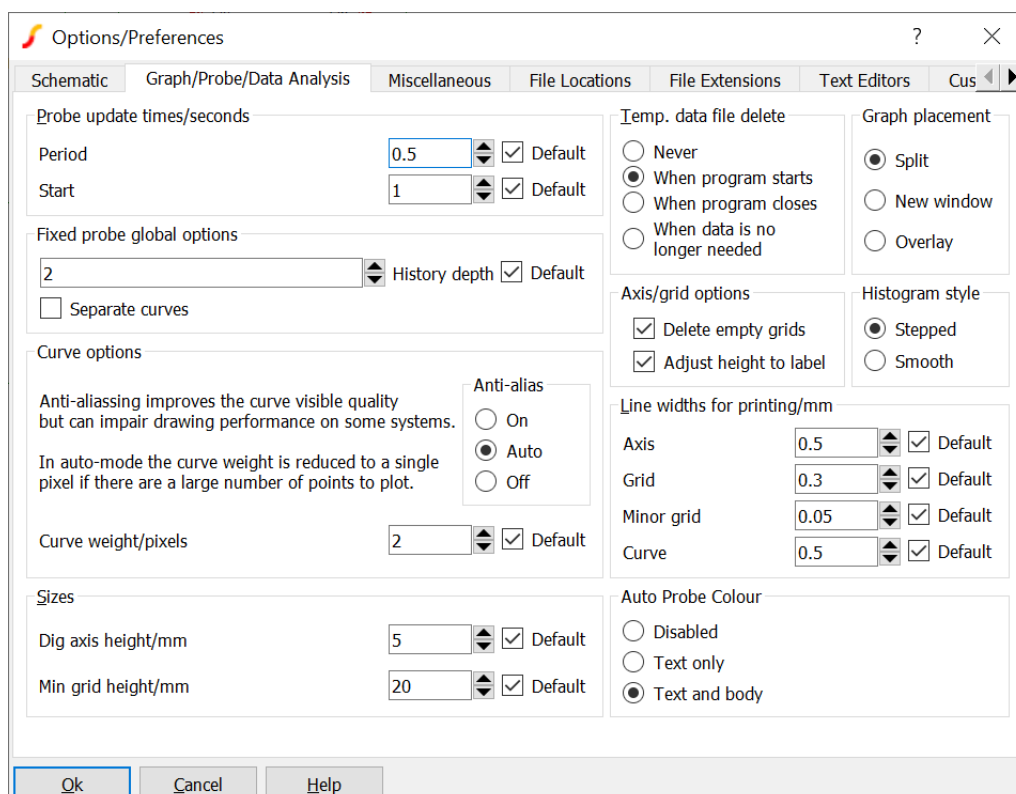 Options/Preferences
?
Schematic
Graph/Probe/Data Analysis
Miscellaneous
File Locations
File Extensions
Text Editors
Cus
Probe update times/seconds
Period
0.5
Default
Start
1
Default
Fixed probe global options
2
History depth
Default
Separate curves
Curve options
Anti-aliassing improves the curve visible quality
but can impair drawing performance on some systems.
In auto-mode the curve weight is reduced to a single
pixel if there are a large number of points to plot.
Anti-alias
On
Auto
Off
Curve weight/pixels
2
Default
Sizes
Dig axis height/mm
5
Default
Min grid height/mm
20
Default
Temp. data file delete
Never
When program starts
When program closes
When data is no
longer needed
Graph placement
Split
New window
Overlay
Axis/grid options
Delete empty grids
Adjust height to label
Histogram style
Stepped
Smooth
Line widths for printing/mm
Axis
0.5
Default
Grid
0.3
Default
Minor grid
0.05
Default
Curve
0.5
Default
Auto Probe Colour
Disabled
Text only
Text and body
Ok
Cancel
Help